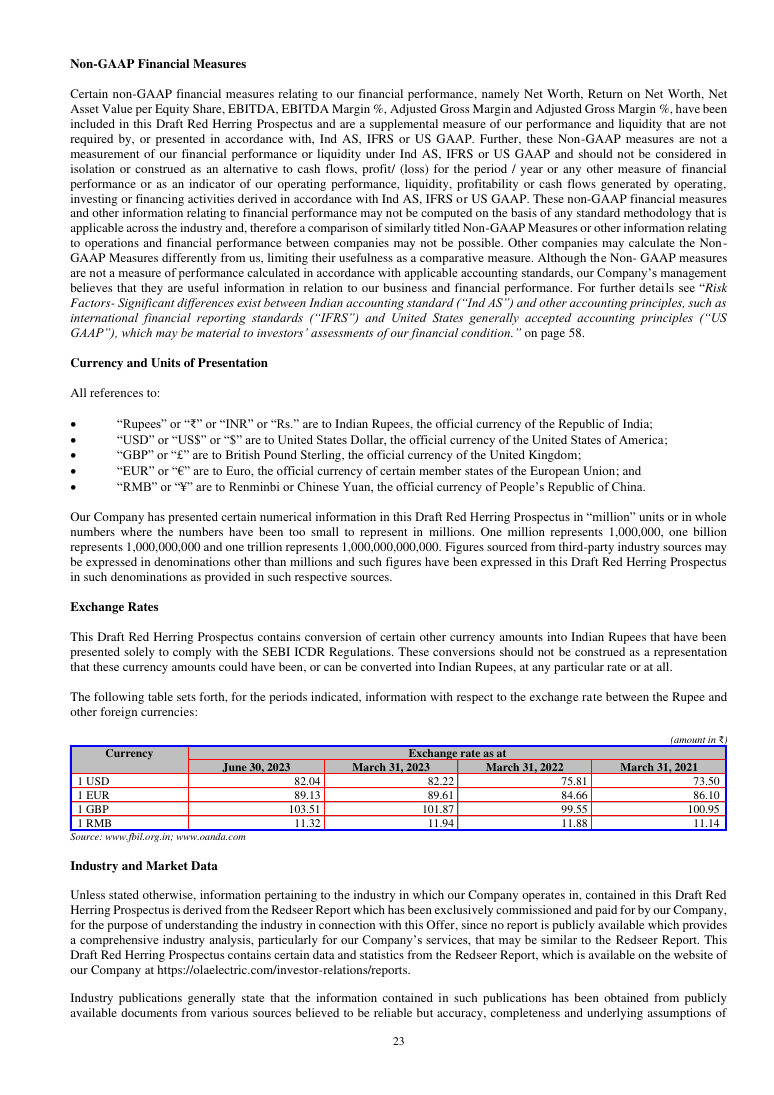 Non-GAAP Financial Measures
Certain non-GAAP financial measures relating to our financial performance, namely Net Worth, Return on Net Worth, Net
Asset Value per Equity Share, EBITDA, EBITDA Margin %, Adjusted Gross Margin and Adjusted Gross Margin %, have been
included in this Draft Red Herring Prospectus and are a supplemental measure of our performance and liquidity that are not
required by, or presented in accordance with, Ind AS, IFRS or US GAAP. Further, these Non-GAAP measures are not a
measurement of our financial performance or liquidity under Ind AS, IFRS or US GAAP and should not be considered in
isolation or construed as an alternative to cash flows, profit/ (loss) for the period / year or any other measure of financial
performance or as an indicator of our operating performance, liquidity, profitability or cash flows generated by operating,
investing or financing activities derived in accordance with Ind AS, IFRS or US GAAP. These non-GAAP financial measures
and other information relating to financial performance may not be computed on the basis of any standard methodology that is
applicable across the industry and, therefore a comparison of similarly titled Non-GAAP Measures or other information relating
to operations and financial performance between companies may not be possible. Other companies may calculate the Non-
GAAP Measures differently from us, limiting their usefulness as a comparative measure. Although the Non- GAAP measures
are not a measure of performance calculated in accordance with applicable accounting standards, our Company’s management
believes that they are useful information in relation to our business and financial performance. For further details see “Risk
Factors- Significant differences exist between Indian accounting standard (“Ind AS”) and other accounting principles, such as
international financial reporting standards (“IFRS”) and United States generally accepted accounting principles (“US
GAAP”), which may be material to investors’ assessments of our financial condition.” on page 58.
Currency and Units of Presentation
All references to:
• “Rupees” or “₹” or “INR” or “Rs.” are to Indian Rupees, the official currency of the Republic of India;
• “USD” or “US$” or “$” are to United States Dollar, the official currency of the United States of America;
• “GBP” or “£” are to British Pound Sterling, the official currency of the United Kingdom;
• “EUR” or “€” are to Euro, the official currency of certain member states of the European Union; and
• “RMB” or “¥” are to Renminbi or Chinese Yuan, the official currency of People’s Republic of China.
Our Company has presented certain numerical information in this Draft Red Herring Prospectus in “million” units or in whole
numbers where the numbers have been too small to represent in millions. One million represents 1,000,000, one billion
represents 1,000,000,000 and one trillion represents 1,000,000,000,000. Figures sourced from third-party industry sources may
be expressed in denominations other than millions and such figures have been expressed in this Draft Red Herring Prospectus
in such denominations as provided in such respective sources.
Exchange Rates
This Draft Red Herring Prospectus contains conversion of certain other currency amounts into Indian Rupees that have been
presented solely to comply with the SEBI ICDR Regulations. These conversions should not be construed as a representation
that these currency amounts could have been, or can be converted into Indian Rupees, at any particular rate or at all.
The following table sets forth, for the periods indicated, information with respect to the exchange rate between the Rupee and
other foreign currencies:
(amount in ₹)
Currency Exchange rate as at
June 30, 2023 March 31, 2023 March 31, 2022 March 31, 2021
1 USD 82.04 82.22 75.81 73.50
1 EUR 89.13 89.61 84.66 86.10
1 GBP 103.51 101.87 99.55 100.95
1 RMB 11.32 11.94 11.88 11.14
Source: www.fbil.org.in; www.oanda.com
Industry and Market Data
Unless stated otherwise, information pertaining to the industry in which our Company operates in, contained in this Draft Red
Herring Prospectus is derived from the Redseer Report which has been exclusively commissioned and paid for by our Company,
for the purpose of understanding the industry in connection with this Offer, since no report is publicly available which provides
a comprehensive industry analysis, particularly for our Company’s services, that may be similar to the Redseer Report. This
Draft Red Herring Prospectus contains certain data and statistics from the Redseer Report, which is available on the website of
our Company at https://olaelectric.com/investor-relations/reports.
Industry publications generally state that the information contained in such publications has been obtained from publicly
available documents from various sources believed to be reliable but accuracy, completeness and underlying assumptions of
23